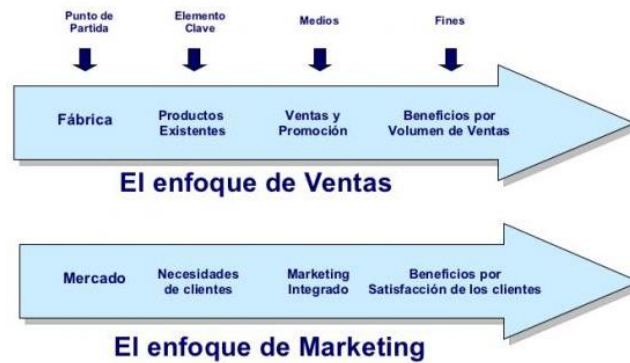 Punto de
Partida
Elemento
Clave
Medios
Fines
Fábrica
Productos
Existentes
Ventas y
Promoción
Beneficios por
Volumen de Ventas
El enfoque de Ventas
Mercado
Necesidades
de clientes
Marketing
Integrado
Beneficios por
Satisfacción de los clientes
El enfoque de Marketing